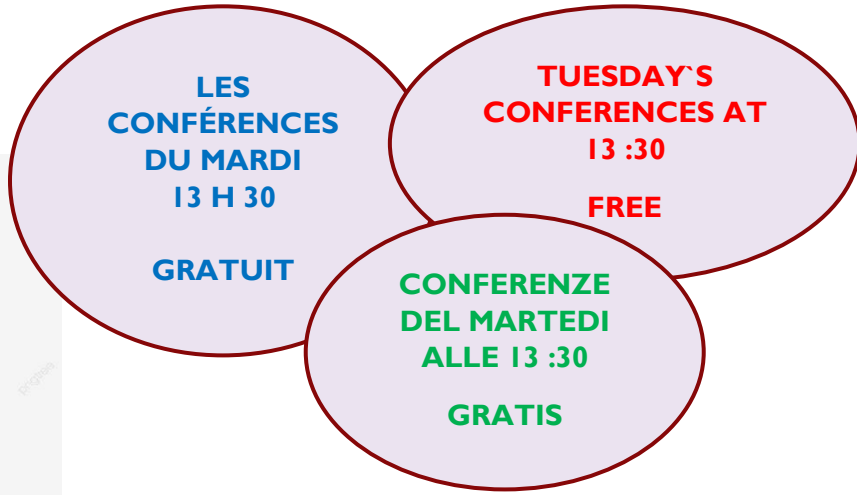 LES
CONFÉRENCES
DU MARDI
13 H 30
GRATUIT
TUESDAY`S
CONFERENCES AT
13 :30
FREE
CONFERENZE
DEL MARTEDI
ALLE 13 :30
GRATIS
pngtree